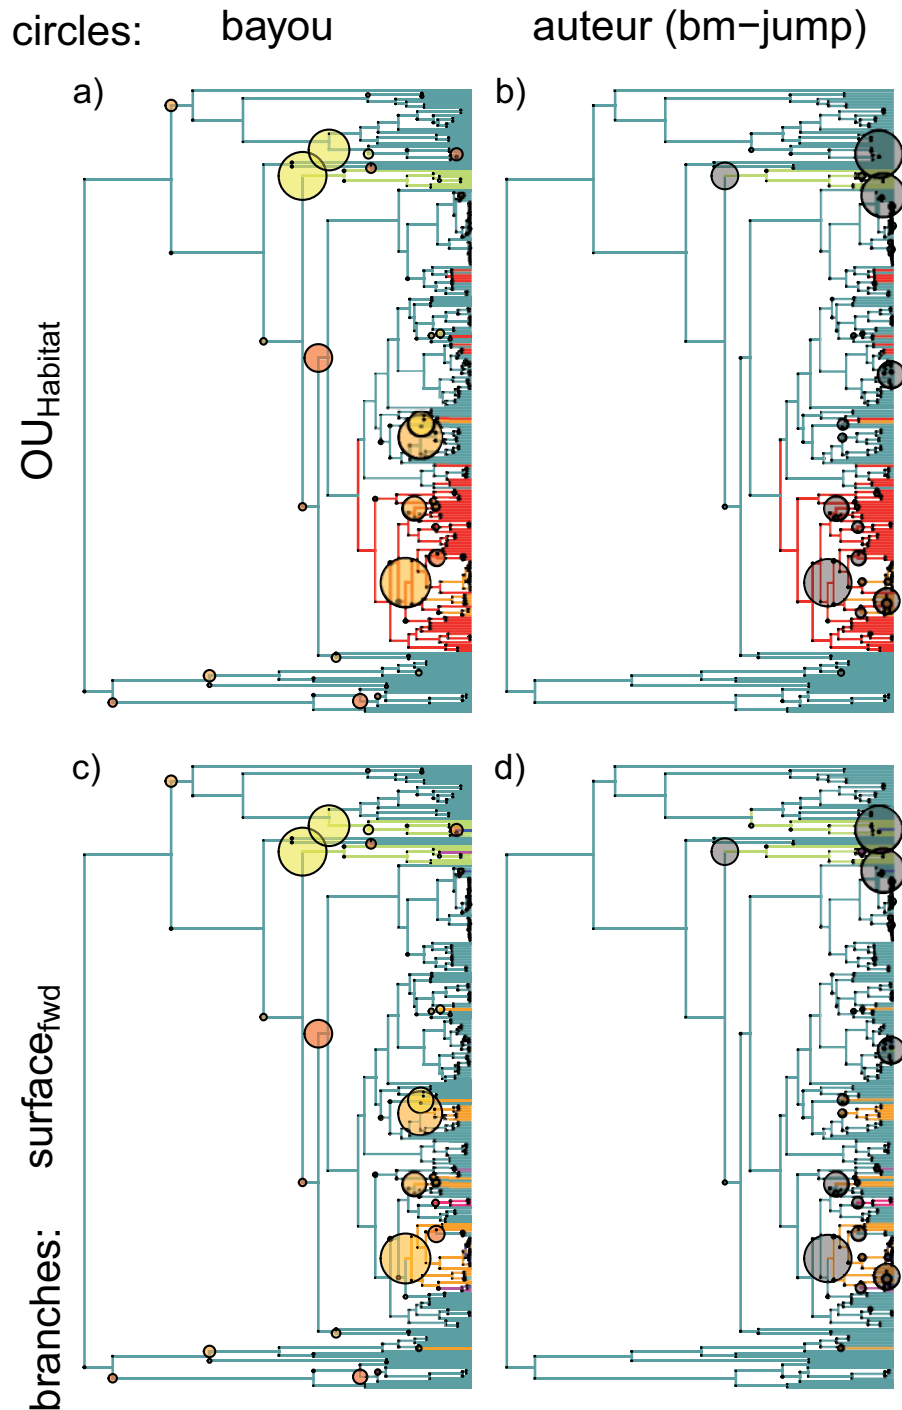 circles: bayou auteur (bm−jump)
a) b)
OUHabitat
c) d)
branches: surfacefwd